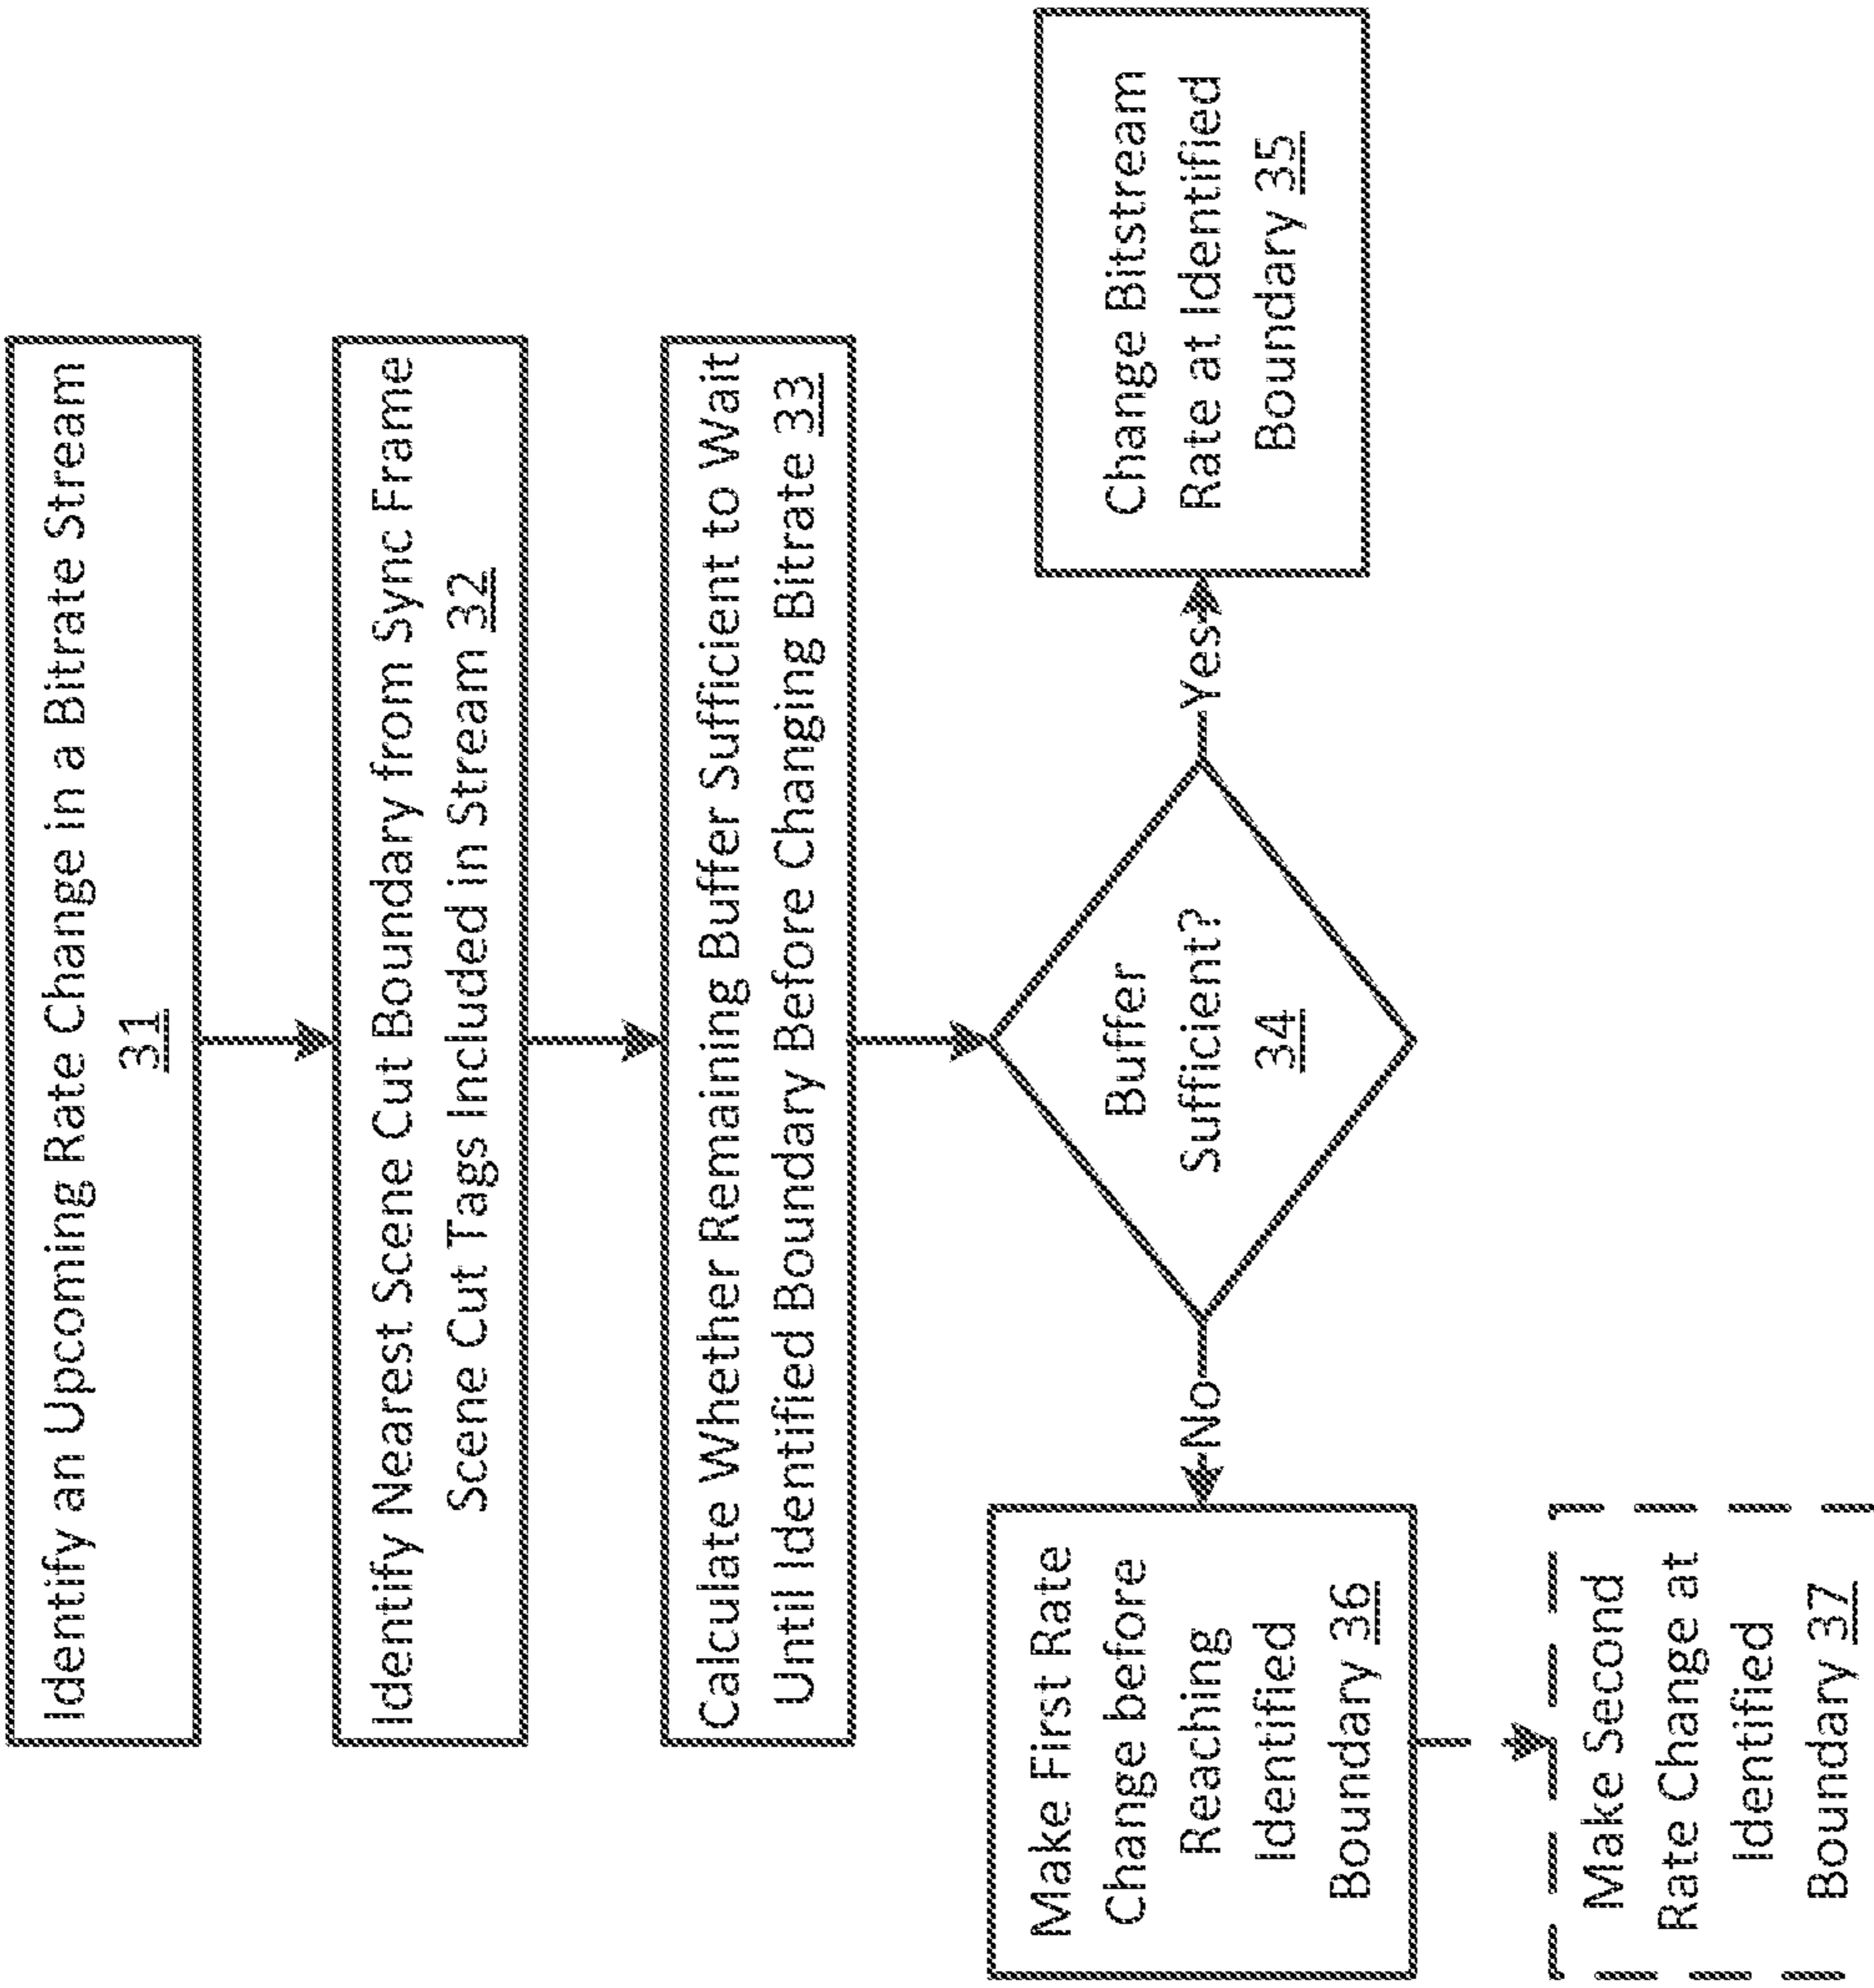 Identify an Upcoming Rate Change in a Bitrate Stream
31
Identify Nearest Scene Cut Boundary from Sync Frame
Scene Cut Tags Included in Stream 32
Calculate Whether Remaining Buffer Sufficient to Wait
Until Identified Boundary Before Changing Bitrate 33
Buffer
Sufficient?
34
No
Yes
Make First Rate
Change before
Reaching
Identified
Boundary 36
Change Bitstream
Rate at Identified
Boundary 35
Make Second
Rate Change at
Identified
Boundary 37